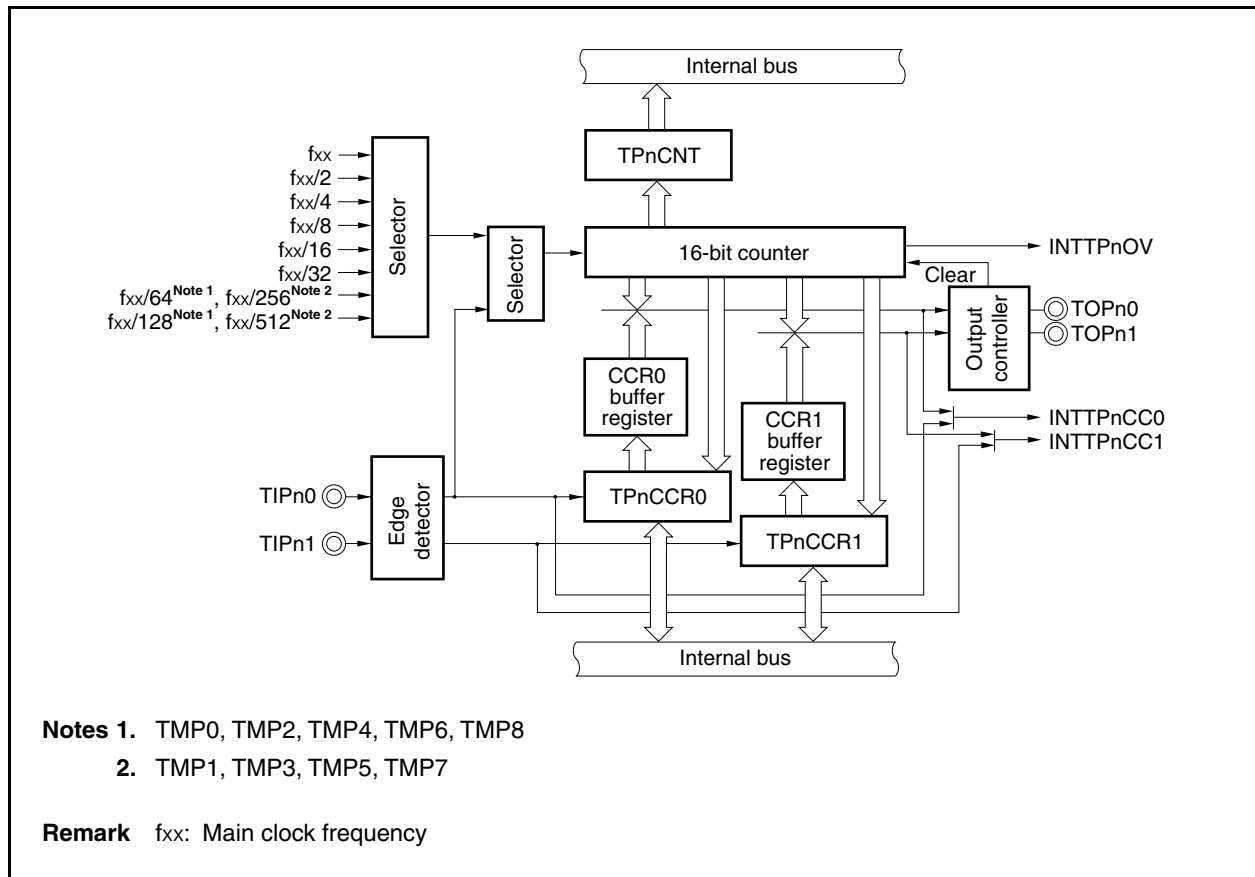 Internal bus
TPnCNT
fxx
fxx/2
fxx/4
fxx/8
fxx/16
fxx/32
fxx/64Note 1, fxx/256Note 2
fxx/128Note 1, fxx/512Note 2
Selector
Selector
16-bit counter
INTTPnOV
Clear
Output
controller
TOPn0
TOPn1
CCR0
buffer
register
CCR1
buffer
register
INTTPnCC0
INTTPnCC1
TIPn0
TIPn1
Edge
detector
TPnCCR0
TPnCCR1
Internal bus
Notes 1. TMP0, TMP2, TMP4, TMP6, TMP8
2. TMP1, TMP3, TMP5, TMP7
Remark fxx: Main clock frequency